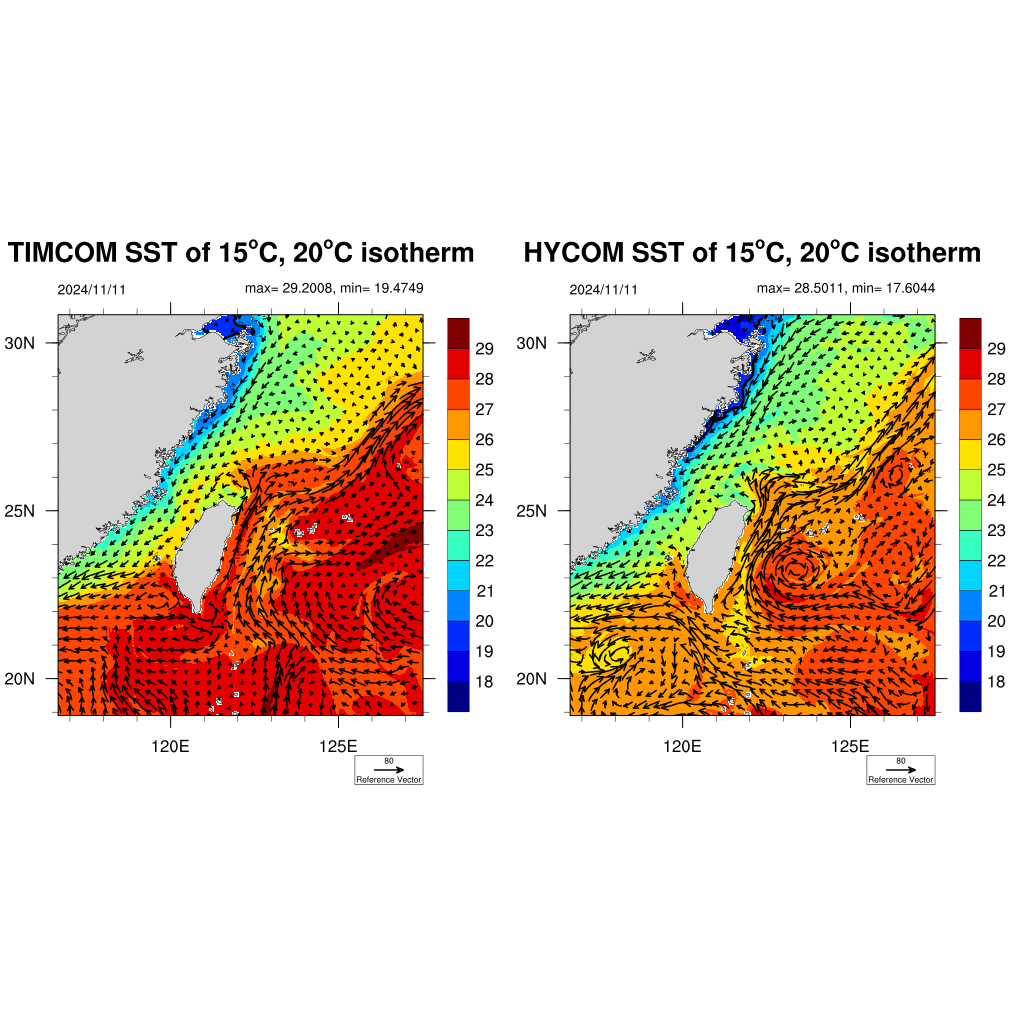 TIMCOM SST of 15°C, 20°C isotherm
2024/11/11
max= 29.2008, min= 19.4749
30N
25N
20N
120E
125E
29
28
27
26
25
24
23
22
21
20
19
18
80
Reference Vector
HYCOM SST of 15°C, 20°C isotherm
2024/11/11
max= 28.5011, min= 17.6044
30N
25N
20N
120E
125E
29
28
27
26
25
24
23
22
21
20
19
18
80
Reference Vector